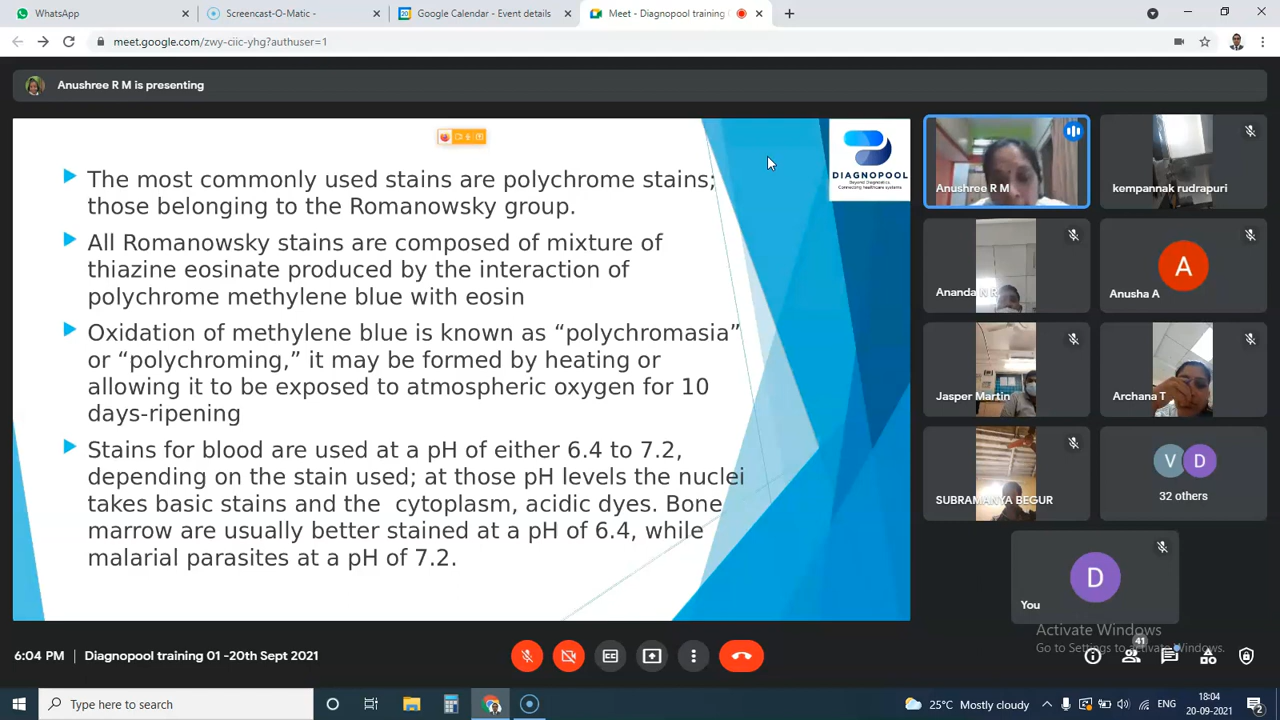 WhatsApp
Screencast-O-Matic -
Google Calendar - Event details
Meet - Diagnopool training
meet.google.com/zwy-ciic-yhg?authuser=1
Anushree R M is presenting
The most commonly used stains are polychrome stains;
those belonging to the Romanowsky group.
All Romanowsky stains are composed of mixture of
thiazine eosinate produced by the interaction of
polychrome methylene blue with eosin
Oxidation of methylene blue is known as “polychromasia”
or “polychroming,” it may be formed by heating or
allowing it to be exposed to atmospheric oxygen for 10
days-ripening
Stains for blood are used at a pH of either 6.4 to 7.2,
depending on the stain used; at those pH levels the nuclei
takes basic stains and the  cytoplasm, acidic dyes. Bone
marrow are usually better stained at a pH of 6.4, while
malarial parasites at a pH of 7.2.
DIAGNOPOOL
Beyond Diagnostics,
Connecting healthcare systems
Anushree R M
kempannak rudrapuri
Ananda N R
A
Anusha A
Jasper Martin
Archana T
SUBRAMANYA BEGUR
V D
32 others
D
You
Activate Windows
Go to Settings to activate Windows.
6:04 PM | Diagnopool training 01 -20th Sept 2021
41
Type here to search
25°C Mostly cloudy
ENG
18:04
20-09-2021
2